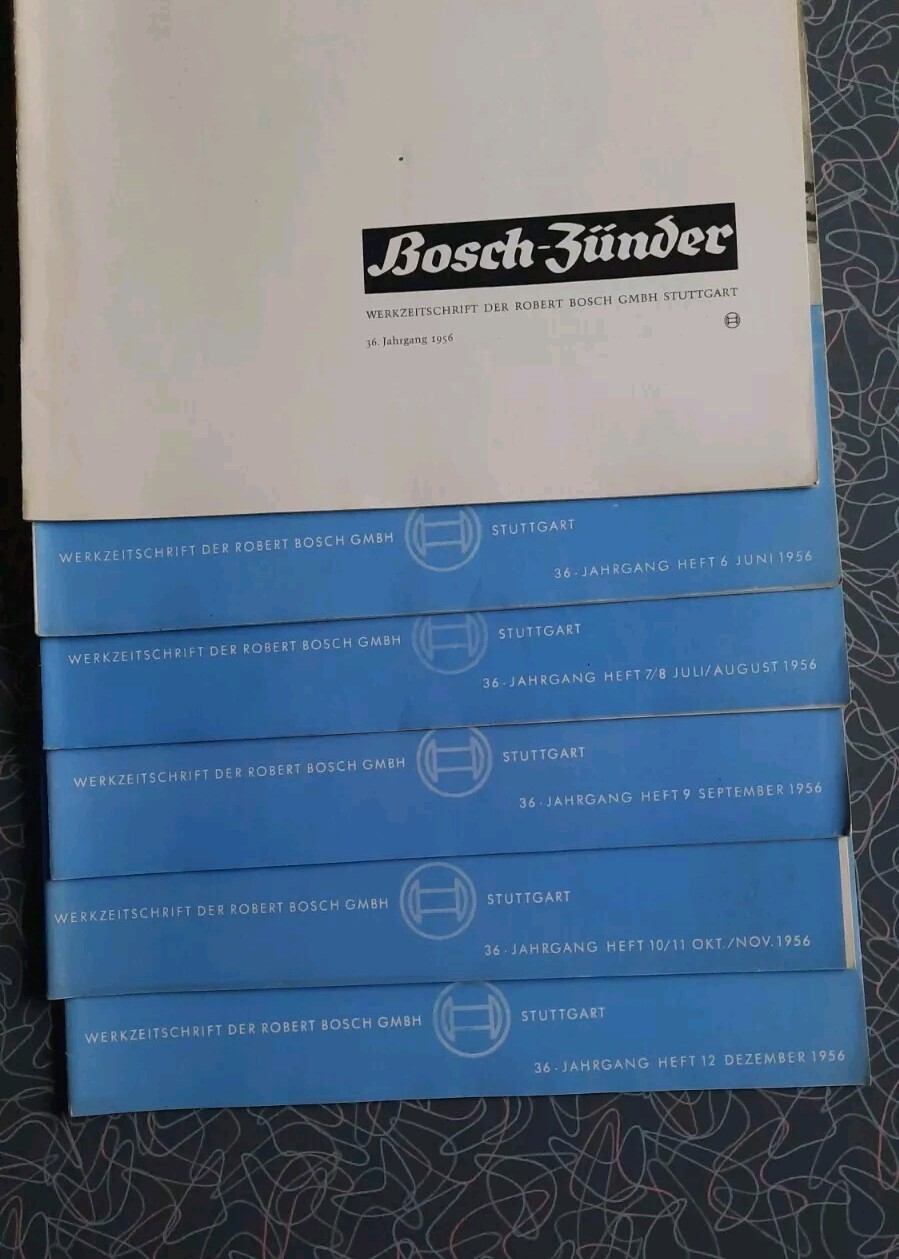 Bosch-Zünder
WERKZEITSCHRIFT DER ROBERT BOSCH GMBH STUTTGART
36. Jahrgang 1956
WERKZEITSCHRIFT DER ROBERT BOSCH GMBH STUTTGART
36 · JAHRGANG HEFT 6 JUNI 1956
WERKZEITSCHRIFT DER ROBERT BOSCH GMBH STUTTGART
36 · JAHRGANG HEFT 7/8 JULI/AUGUST 1956
WERKZEITSCHRIFT DER ROBERT BOSCH GMBH STUTTGART
36 · JAHRGANG HEFT 9 SEPTEMBER 1956
WERKZEITSCHRIFT DER ROBERT BOSCH GMBH STUTTGART
36 · JAHRGANG HEFT 10/11 OKT./NOV. 1956
WERKZEITSCHRIFT DER ROBERT BOSCH GMBH STUTTGART
36 · JAHRGANG HEFT 12 DEZEMBER 1956